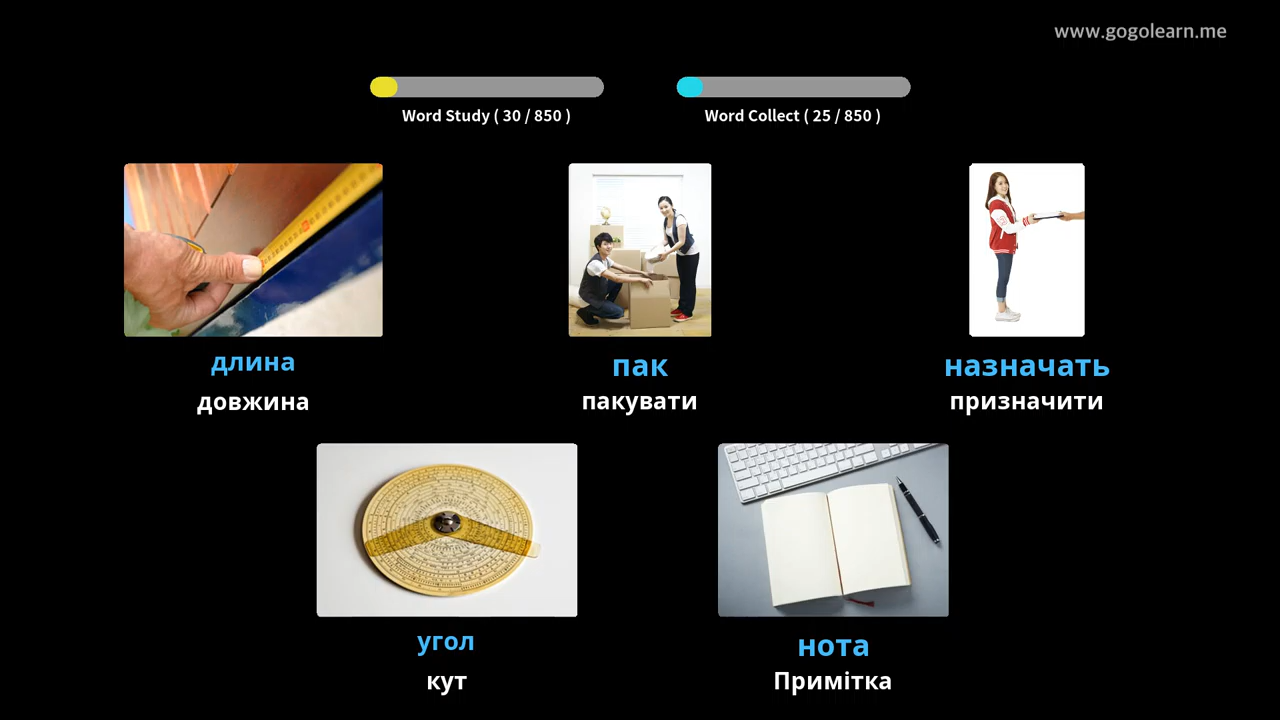 www.gogolearn.me
Word Study ( 30 / 850 )
Word Collect ( 25 / 850 )
длина
довжина
пак
пакувати
назначать
призначити
угол
кут
нота
Примітка